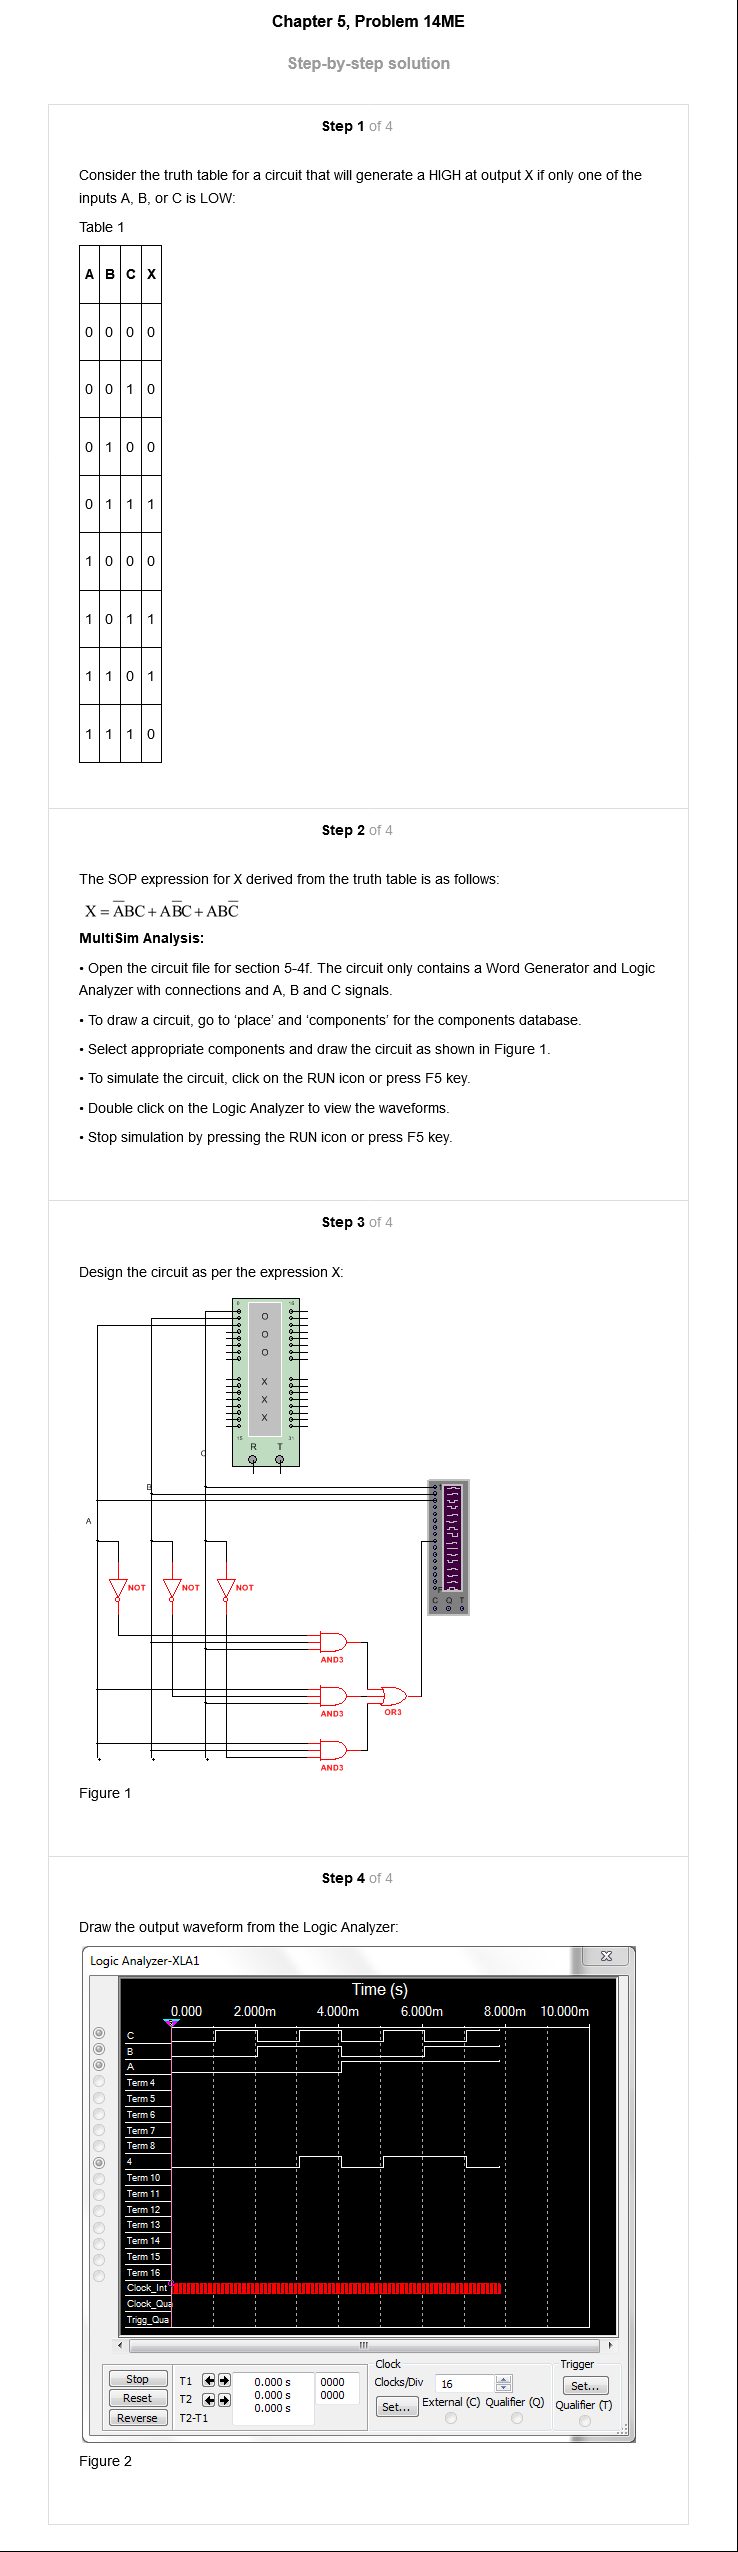 Chapter 5, Problem 14ME
Step-by-step solution
Step 1 of 4
Consider the truth table for a circuit that will generate a HIGH at output X if only one of the
inputs A, B, or C is LOW:
Table 1
A B C X
0 0 0 0
0 0 1 0
0 1 0 0
0 1 1 1
1 0 0 0
1 0 1 1
1 1 0 1
1 1 1 0
Step 2 of 4
The SOP expression for X derived from the truth table is as follows:
X = A̅BC + AB̅C + ABC̅
MultiSim Analysis:
• Open the circuit file for section 5-4f. The circuit only contains a Word Generator and Logic
Analyzer with connections and A, B and C signals.
• To draw a circuit, go to ‘place’ and ‘components’ for the components database.
• Select appropriate components and draw the circuit as shown in Figure 1.
• To simulate the circuit, click on the RUN icon or press F5 key.
• Double click on the Logic Analyzer to view the waveforms.
• Stop simulation by pressing the RUN icon or press F5 key.
Step 3 of 4
Design the circuit as per the expression X:
O
O
O
X
X
X
15 31
R T
C
B
A
NOT NOT NOT
C Q T
AND3
AND3
OR3
AND3
Figure 1
Step 4 of 4
Draw the output waveform from the Logic Analyzer:
Logic Analyzer-XLA1
Time (s)
0.000 2.000m 4.000m 6.000m 8.000m 10.000m
C
B
A
Term 4
Term 5
Term 6
Term 7
Term 8
4
Term 10
Term 11
Term 12
Term 13
Term 14
Term 15
Term 16
Clock_Int
Clock_Qua
Trigg_Qua
Clock Trigger
Stop T1 0.000 s 0000 Clocks/Div 16 Set...
Reset T2 0.000 s 0000 Set... External (C) Qualifier (Q) Qualifier (T)
Reverse T2-T1 0.000 s
Figure 2